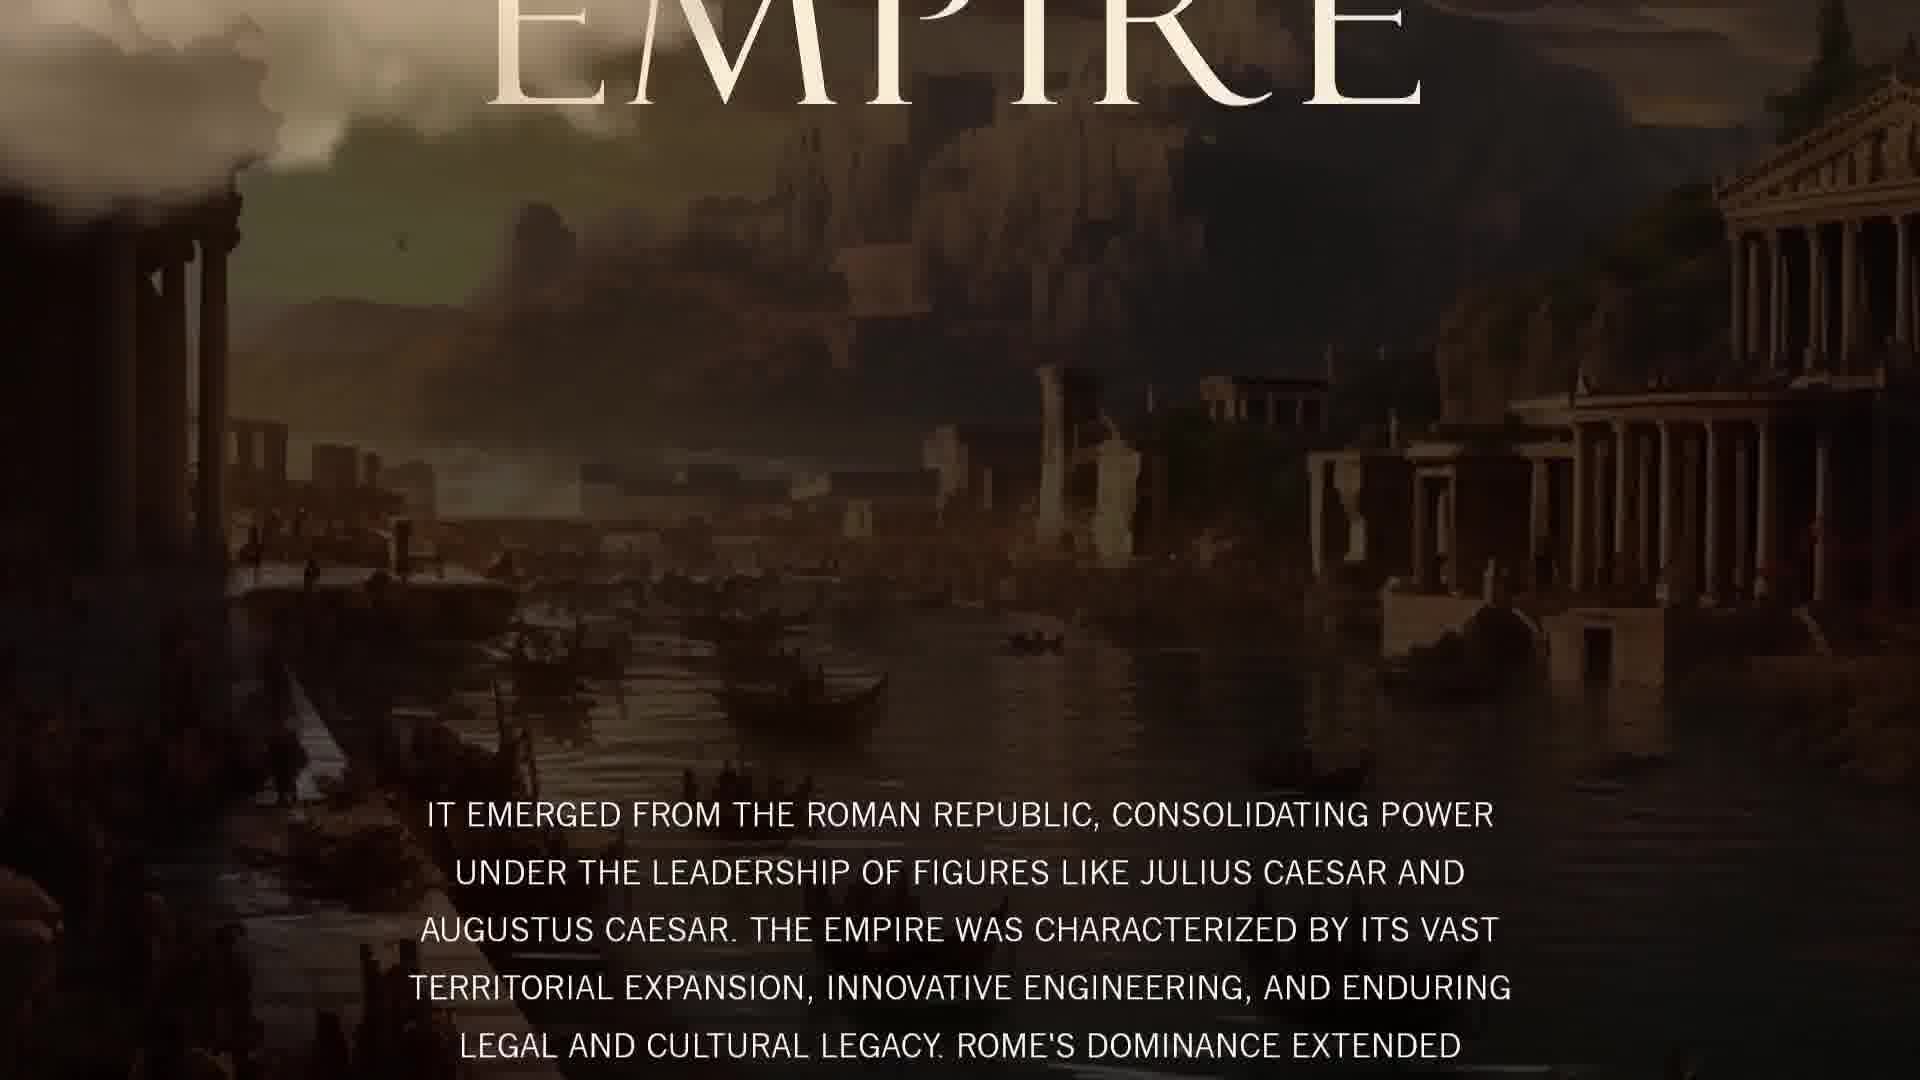 EMPIRE
IT EMERGED FROM THE ROMAN REPUBLIC, CONSOLIDATING POWER
UNDER THE LEADERSHIP OF FIGURES LIKE JULIUS CAESAR AND
AUGUSTUS CAESAR. THE EMPIRE WAS CHARACTERIZED BY ITS VAST
TERRITORIAL EXPANSION, INNOVATIVE ENGINEERING, AND ENDURING
LEGAL AND CULTURAL LEGACY. ROME'S DOMINANCE EXTENDED